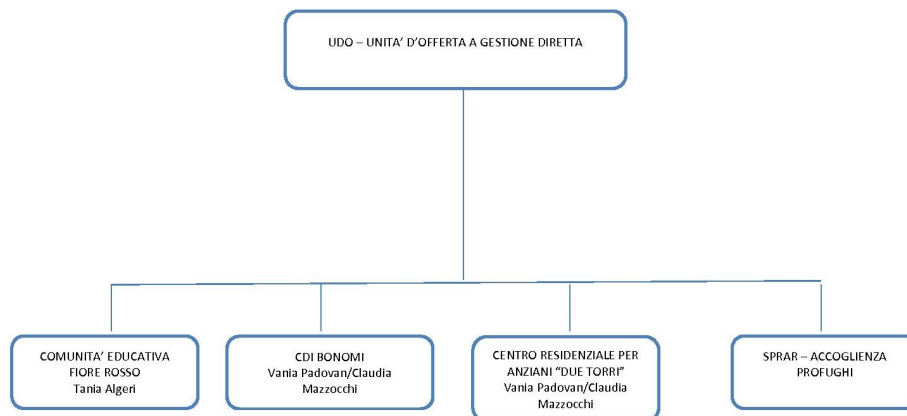 UDO – UNITA’ D’OFFERTA A GESTIONE DIRETTA
COMUNITA’ EDUCATIVA
FIORE ROSSO
Tania Algeri
CDI BONOMI
Vania Padovan/Claudia
Mazzocchi
CENTRO RESIDENZIALE PER
ANZIANI “DUE TORRI”
Vania Padovan/Claudia
Mazzocchi
SPRAR – ACCOGLIENZA
PROFUGHI